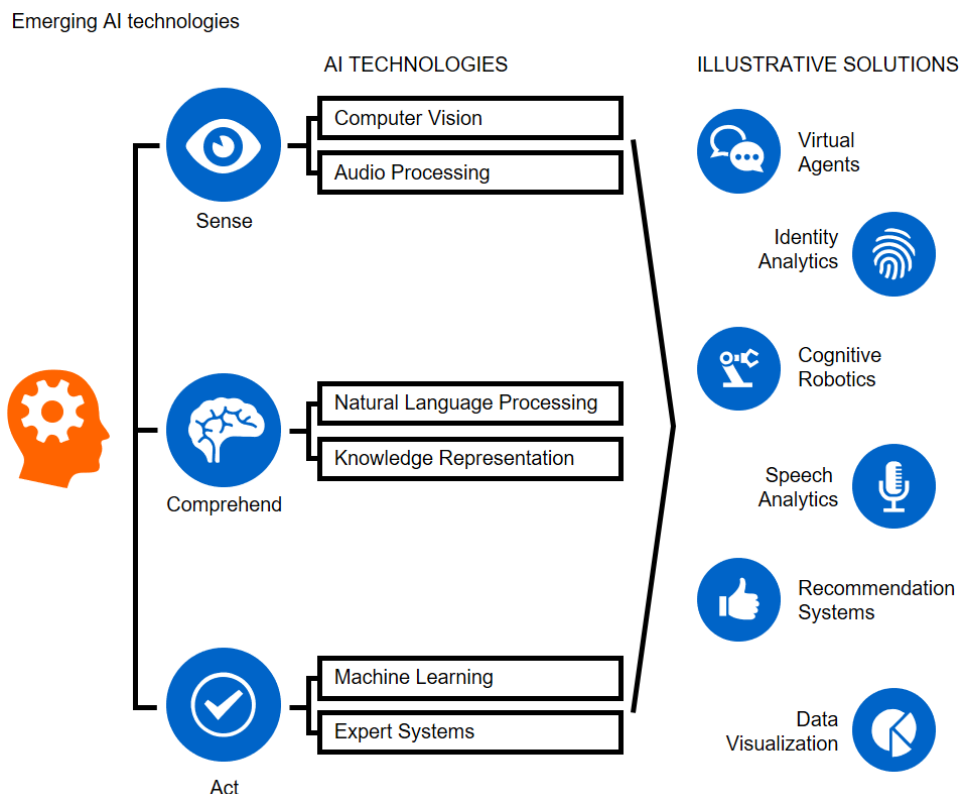 Emerging AI technologies
AI TECHNOLOGIES
ILLUSTRATIVE SOLUTIONS
Sense
Computer Vision
Audio Processing
Comprehend
Natural Language Processing
Knowledge Representation
Act
Machine Learning
Expert Systems
Virtual
Agents
Identity
Analytics
Cognitive
Robotics
Speech
Analytics
Recommendation
Systems
Data
Visualization